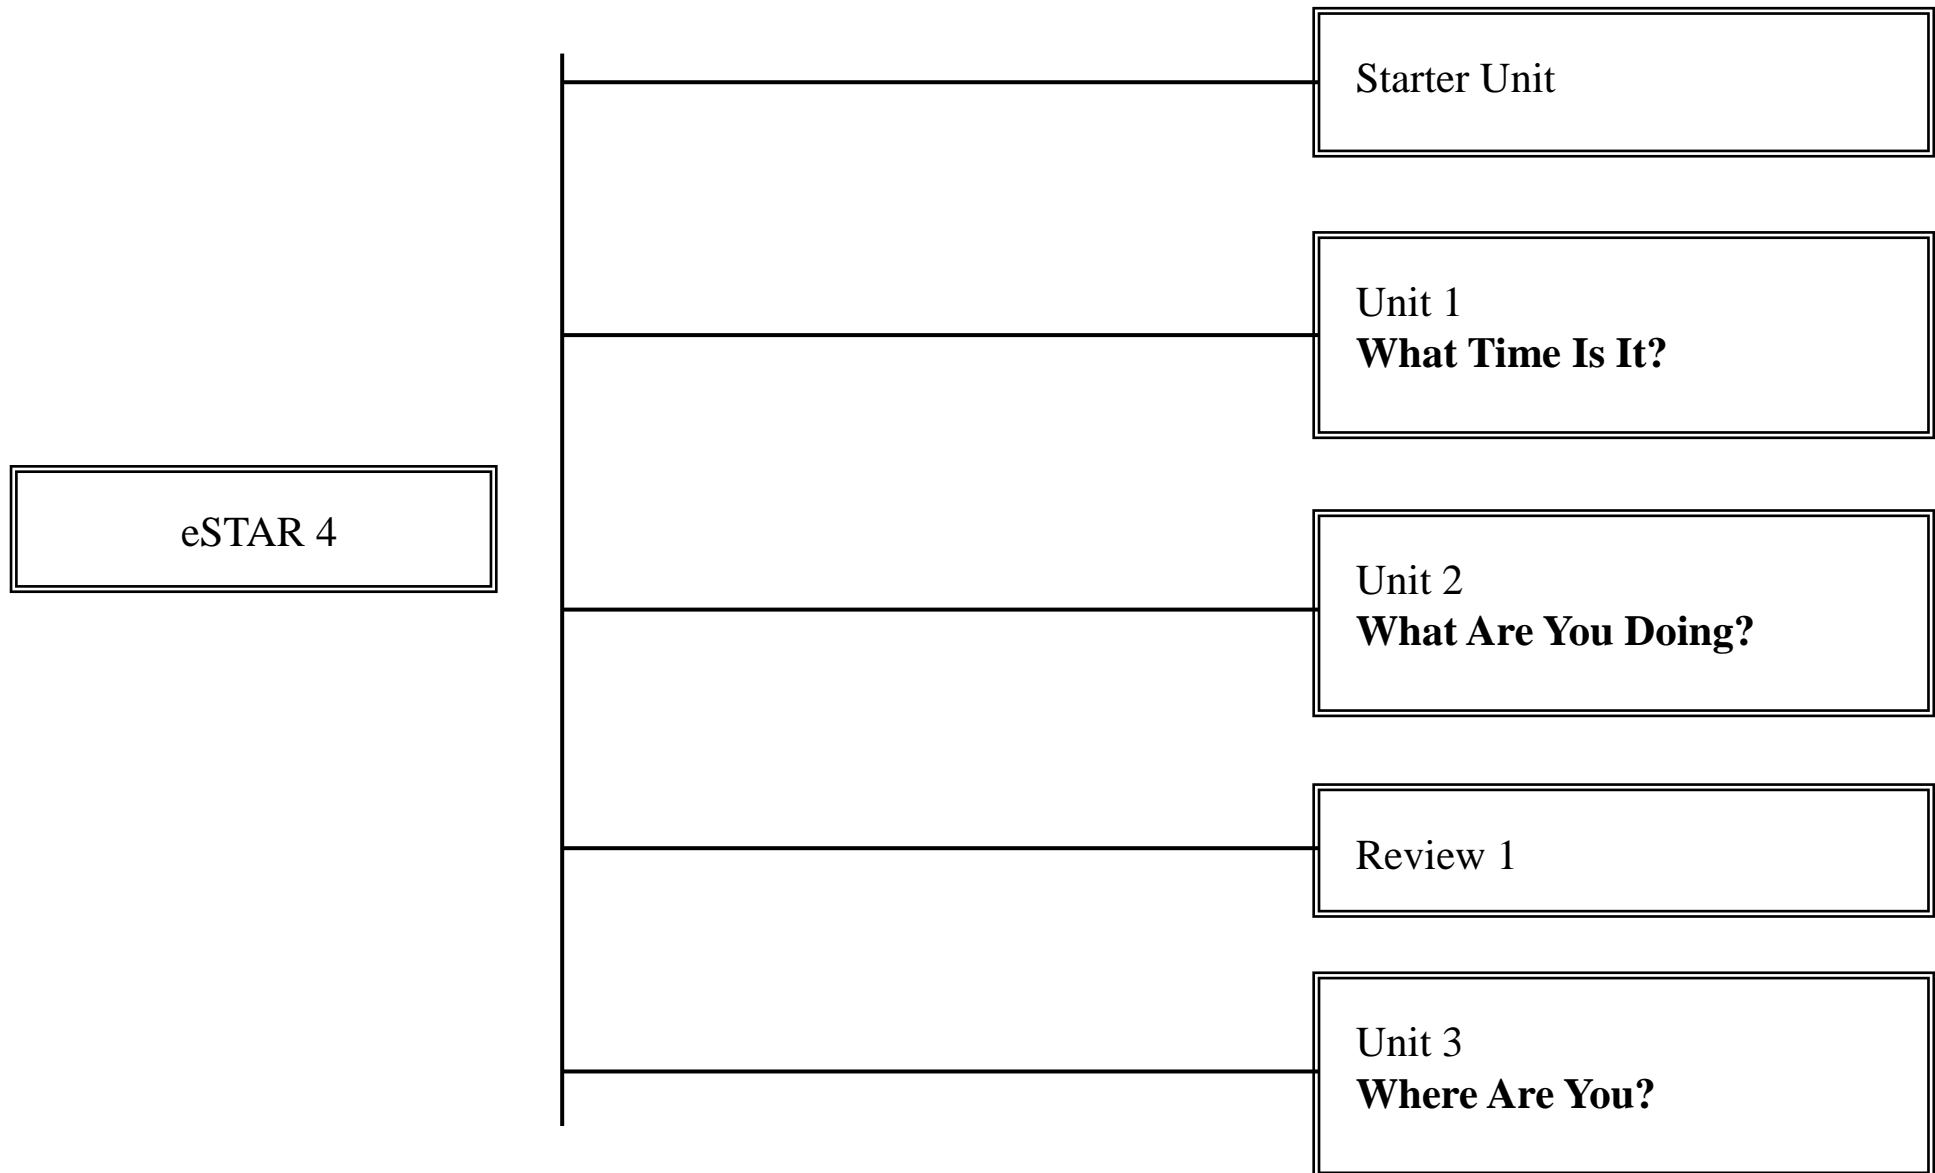 Starter Unit
Unit 1
What Time Is It?
eSTAR 4
Unit 2
What Are You Doing?
Review 1
Unit 3
Where Are You?